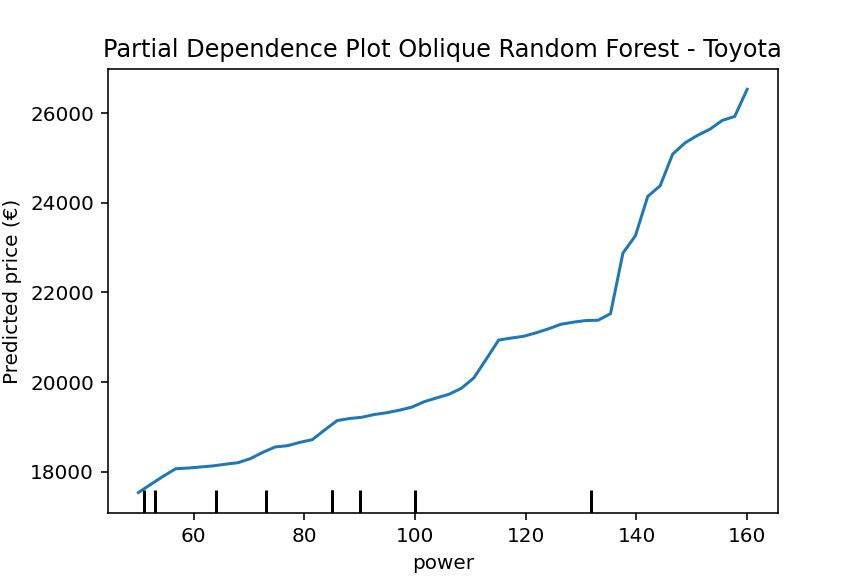 Partial Dependence Plot Oblique Random Forest - Toyota
Predicted price (€)
26000
24000
22000
20000
18000
60 80 100 120 140 160
power